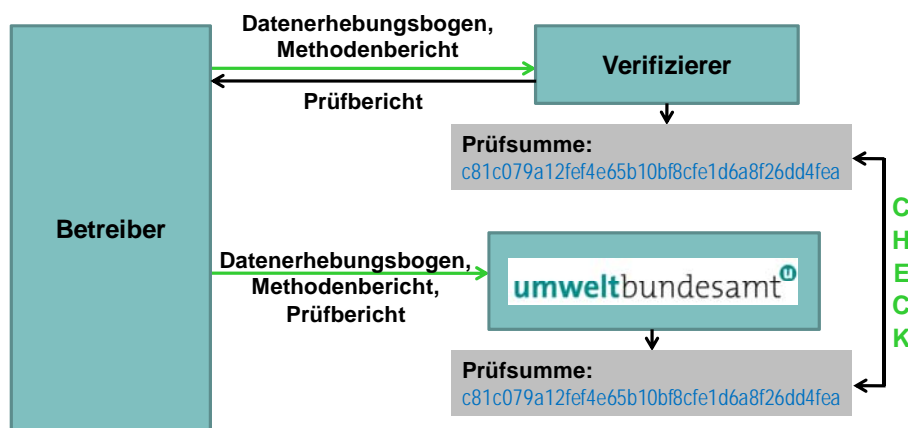 Datenerhebungsbogen,
Methodenbericht
Verifizierer
Prüfbericht
Prüfsumme:
c81c079a12fef4e65b10bf8cfe1d6a8f26dd4fea
Betreiber
Datenerhebungsbogen,
Methodenbericht,
Prüfbericht
umweltbundesamt
Prüfsumme:
c81c079a12fef4e65b10bf8cfe1d6a8f26dd4fea
C
H
E
C
K